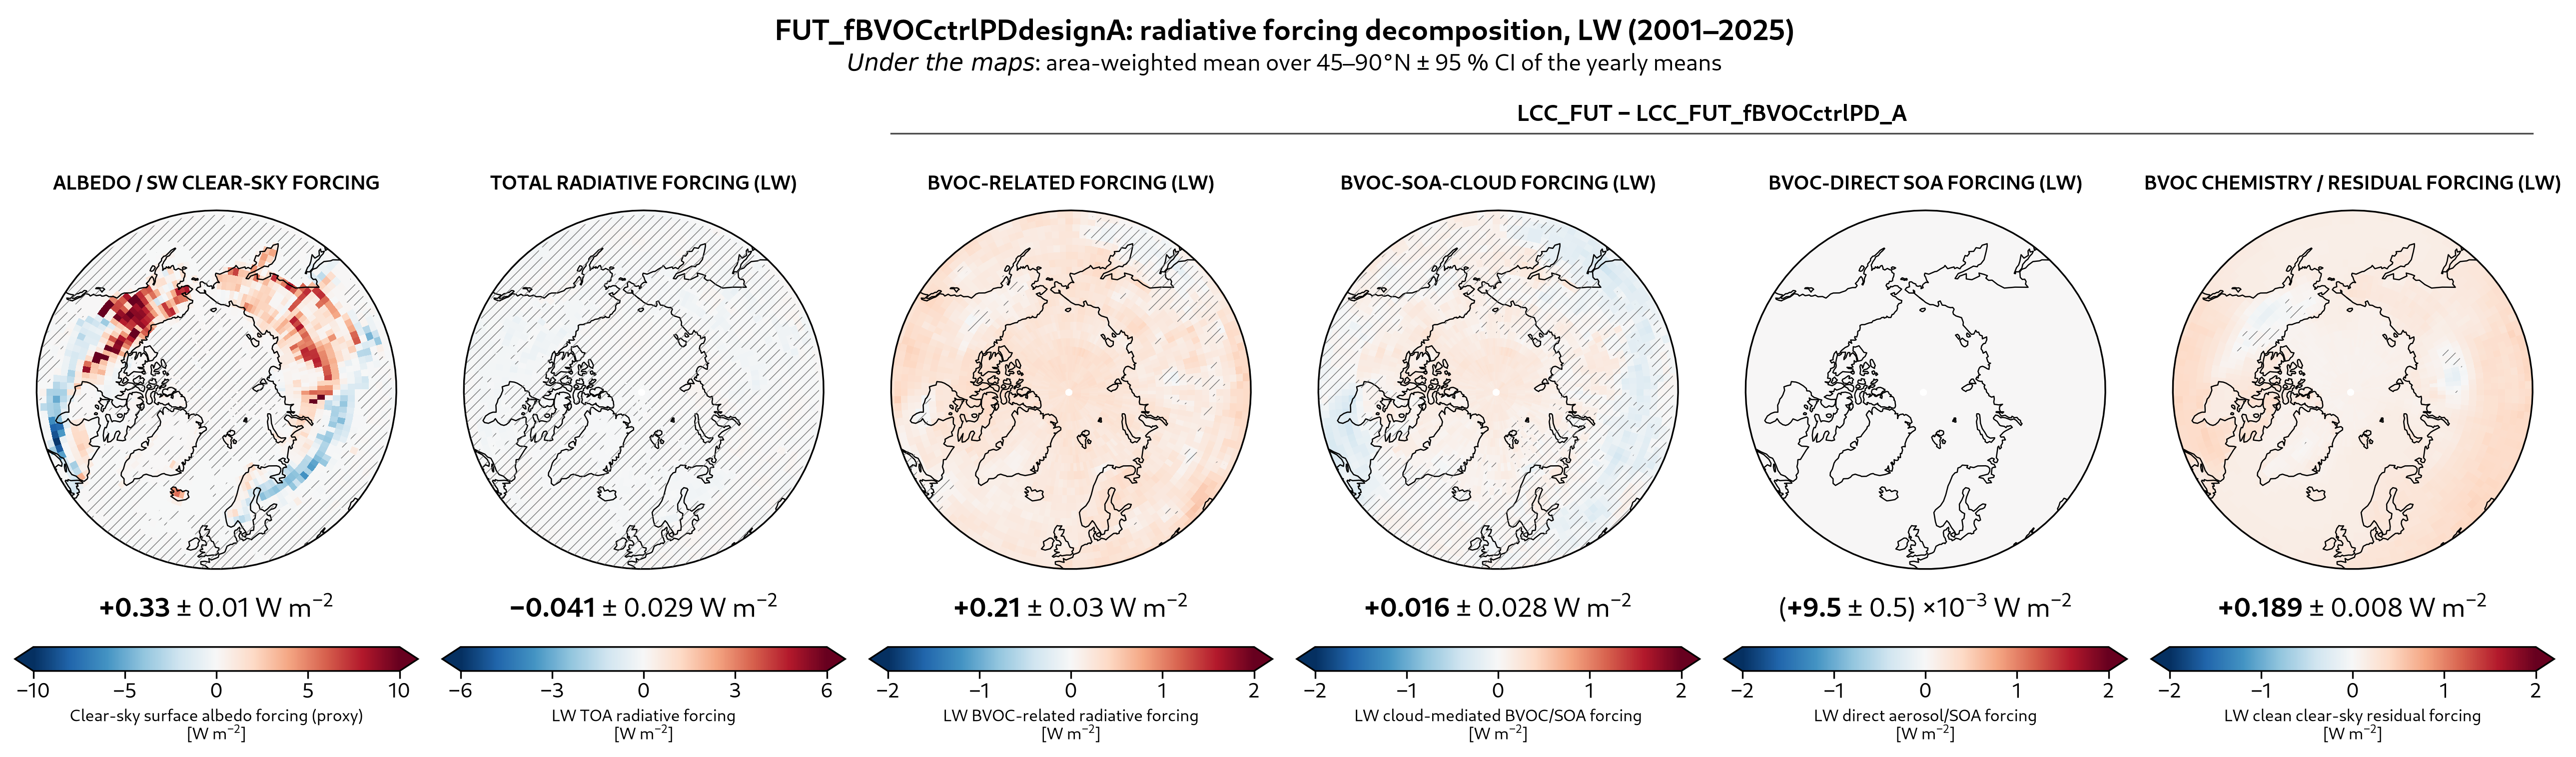 FUT_fBVOCctrlPDdesignA: radiative forcing decomposition, LW (2001–2025)
Under the maps: area-weighted mean over 45–90°N ± 95 % CI of the yearly means
LCC_FUT − LCC_FUT_fBVOCctrlPD_A
ALBEDO / SW CLEAR-SKY FORCING
TOTAL RADIATIVE FORCING (LW)
BVOC-RELATED FORCING (LW)
BVOC-SOA-CLOUD FORCING (LW)
BVOC-DIRECT SOA FORCING (LW)
BVOC CHEMISTRY / RESIDUAL FORCING (LW)
+0.33 ± 0.01 W m⁻²
−0.041 ± 0.029 W m⁻²
+0.21 ± 0.03 W m⁻²
+0.016 ± 0.028 W m⁻²
(+9.5 ± 0.5) ×10⁻³ W m⁻²
+0.189 ± 0.008 W m⁻²
−10 −5 0 5 10
−6 −3 0 3 6
−2 −1 0 1 2
−2 −1 0 1 2
−2 −1 0 1 2
−2 −1 0 1 2
Clear-sky surface albedo forcing (proxy)
[W m⁻²]
LW TOA radiative forcing
[W m⁻²]
LW BVOC-related radiative forcing
[W m⁻²]
LW cloud-mediated BVOC/SOA forcing
[W m⁻²]
LW direct aerosol/SOA forcing
[W m⁻²]
LW clean clear-sky residual forcing
[W m⁻²]